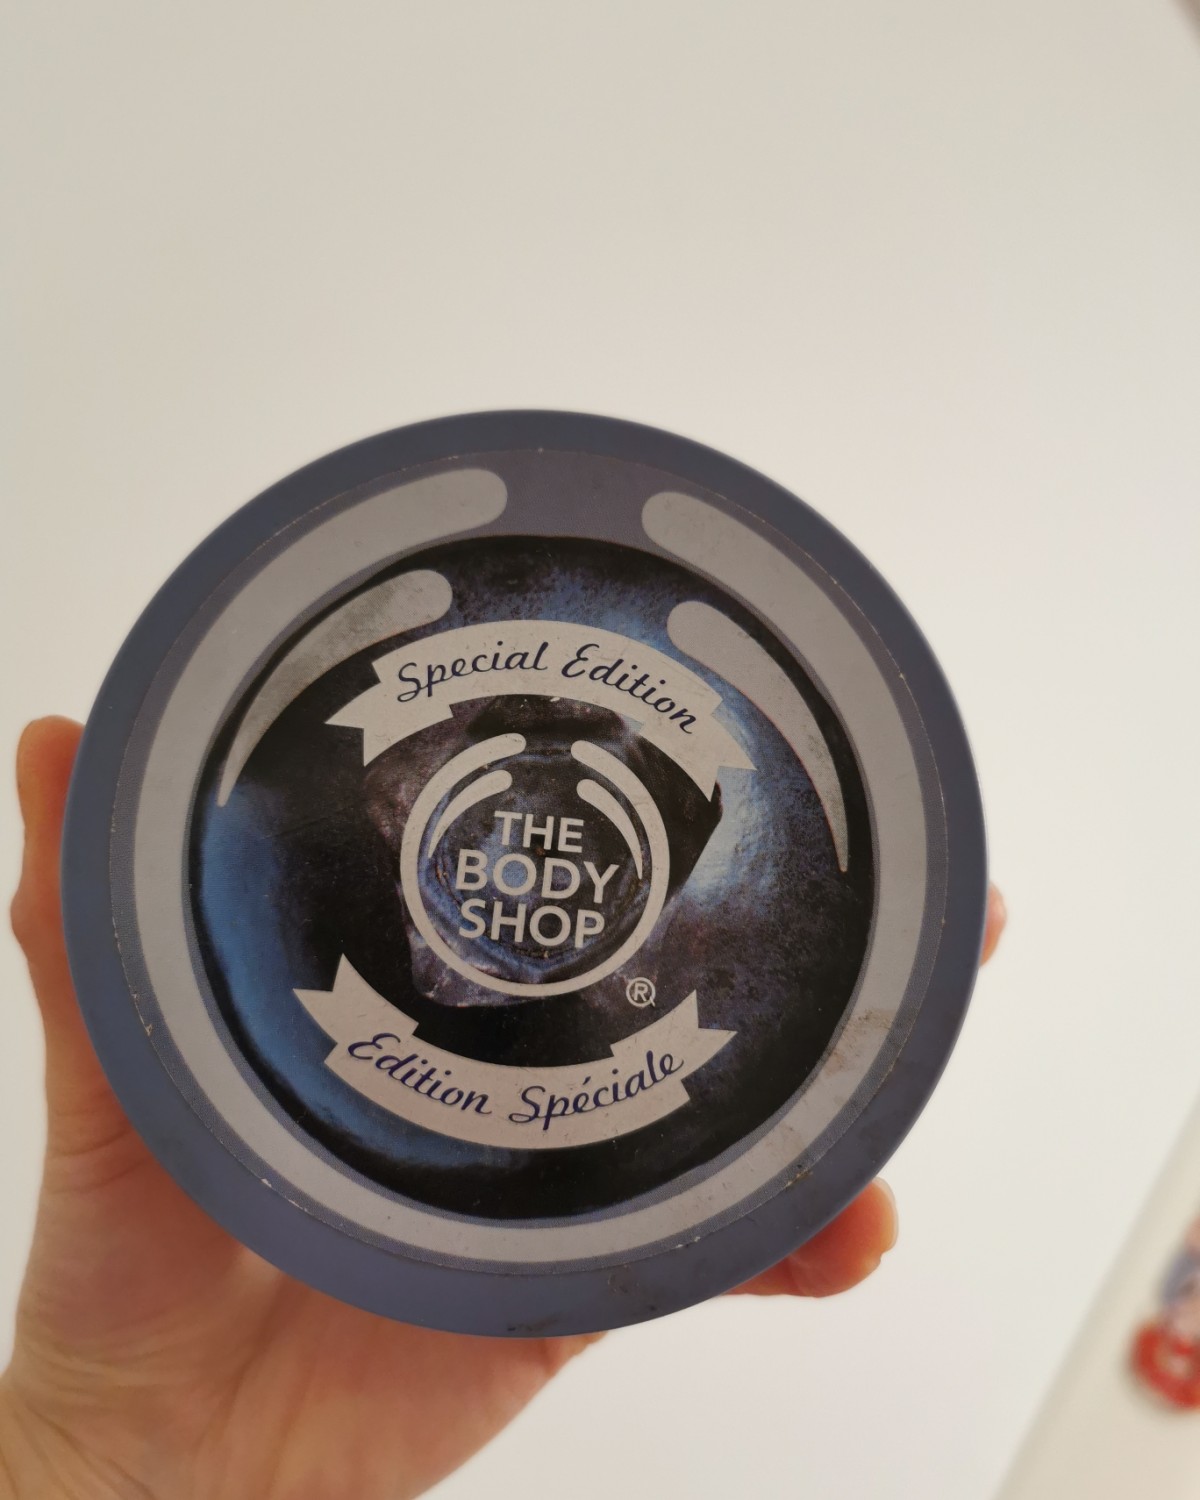 Special Edition
THE
BODY
SHOP
®
Edition Spéciale